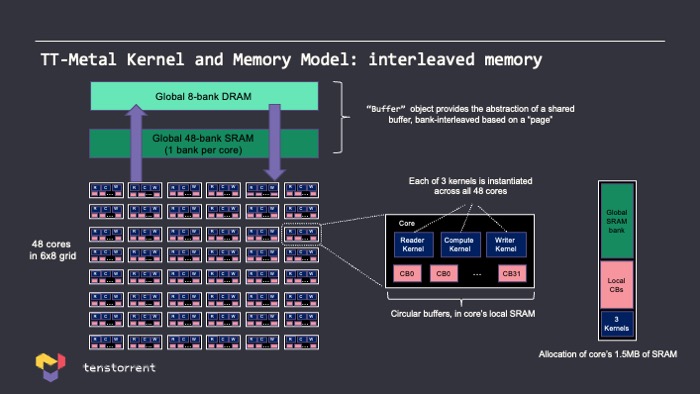 TT-Metal Kernel and Memory Model: interleaved memory
Global 8-bank DRAM
Global 48-bank SRAM
(1 bank per core)
“Buffer” object provides the abstraction of a shared
buffer, bank-interleaved based on a “page”
48 cores
in 6x8 grid
R C W
Each of 3 kernels is instantiated
across all 48 cores
Core
Reader
Kernel
Compute
Kernel
Writer
Kernel
CB0
CB0
...
CB31
Circular buffers, in core's local SRAM
Global
SRAM
bank
Local
CBs
3
Kernels
Allocation of core's 1.5MB of SRAM
tenstorrent